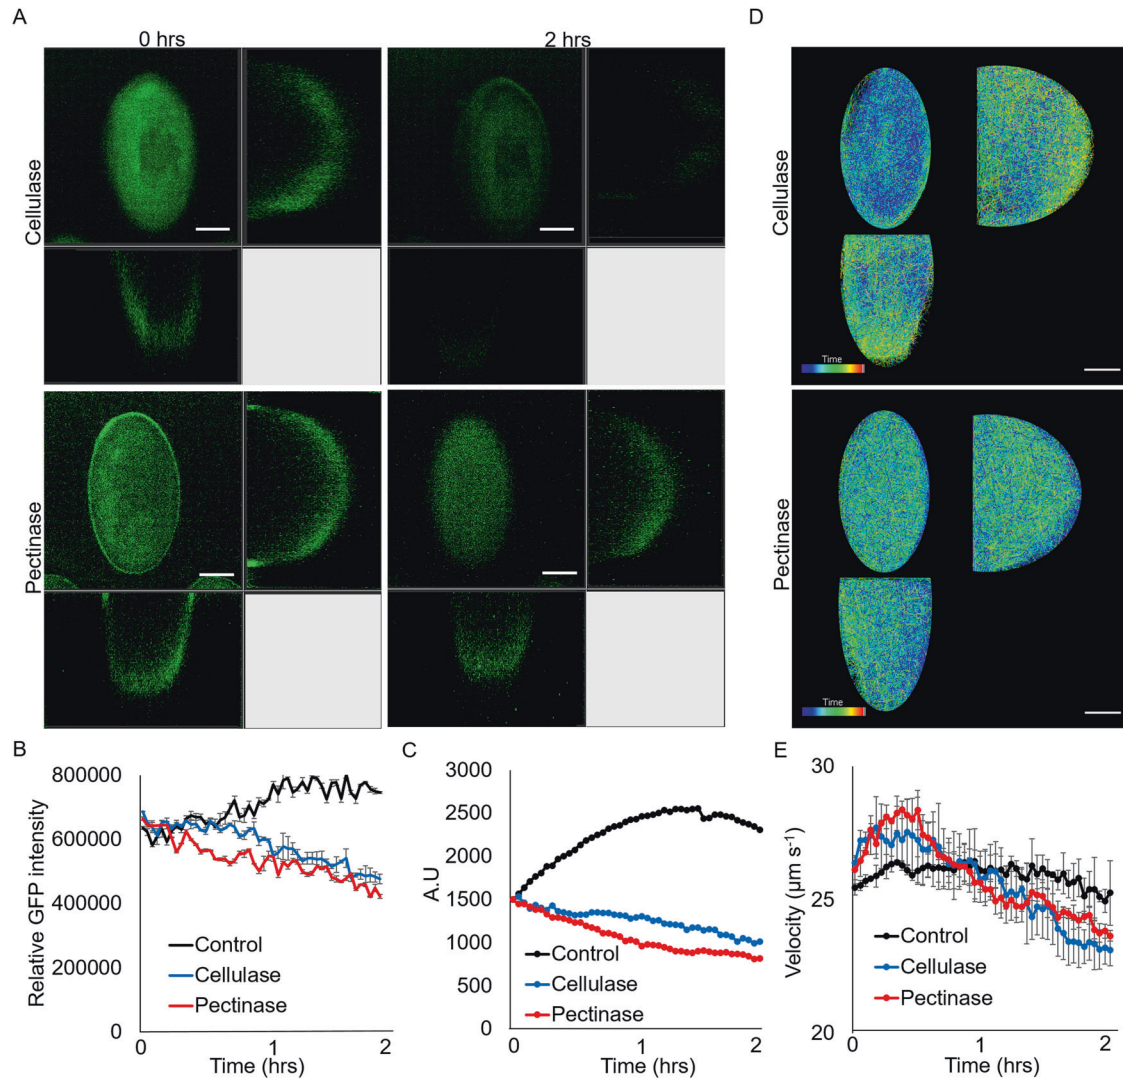 A
0 hrs
2 hrs
Cellulase
Pectinase
D
Cellulase
Time
Pectinase
Time
B
800000
600000
400000
200000
0
Relative GFP intensity
Control
Cellulase
Pectinase
0
1
2
Time (hrs)
C
3000
2500
2000
1500
1000
500
0
A.U
Control
Cellulase
Pectinase
0
1
2
Time (hrs)
E
30
25
20
Velocity (µm s⁻¹)
Control
Cellulase
Pectinase
0
1
2
Time (hrs)